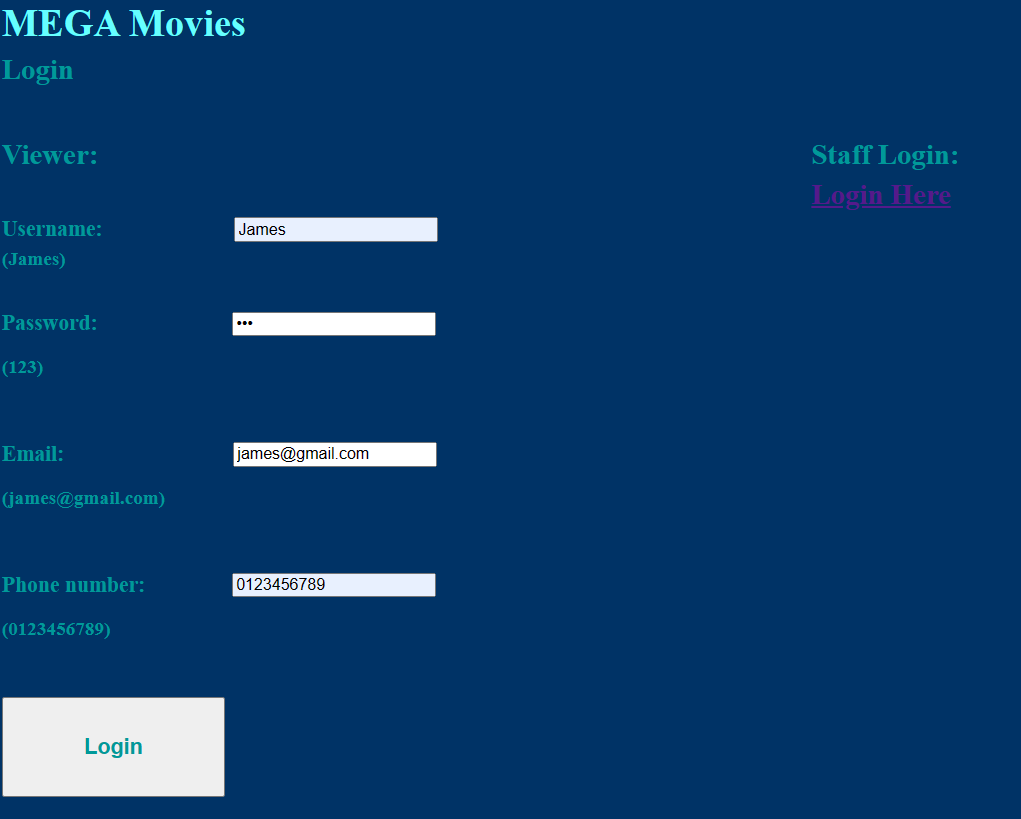 MEGA Movies
Login
Viewer:
Staff Login:
Login Here
Username:
James
(James)
Password:
•••
(123)
Email:
james@gmail.com
(james@gmail.com)
Phone number:
0123456789
(0123456789)
Login